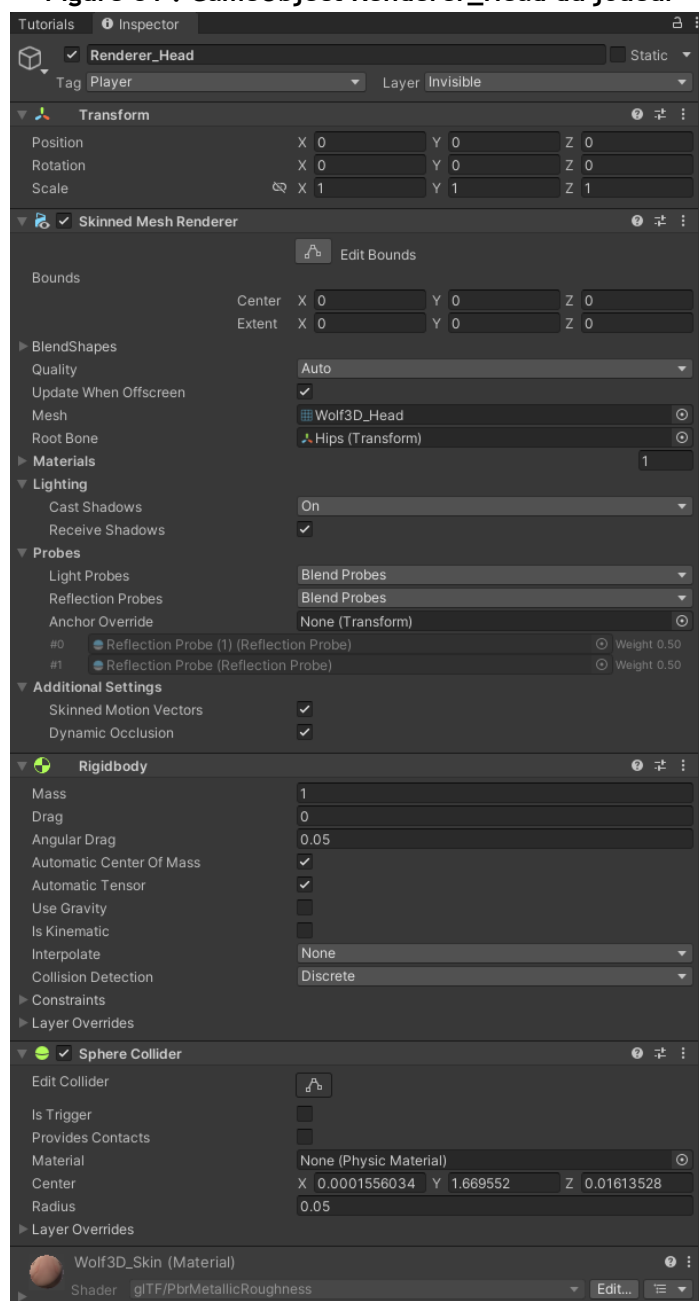 Figure 31 : GameObject Renderer_Head du joueur
Tutorials Inspector
Renderer_Head Static
Tag Player Layer Invisible
Transform
Position X 0 Y 0 Z 0
Rotation X 0 Y 0 Z 0
Scale X 1 Y 1 Z 1
Skinned Mesh Renderer
Edit Bounds
Bounds
Center X 0 Y 0 Z 0
Extent X 0 Y 0 Z 0
BlendShapes
Quality Auto
Update When Offscreen
Mesh Wolf3D_Head
Root Bone Hips (Transform)
Materials 1
Lighting
Cast Shadows On
Receive Shadows
Probes
Light Probes Blend Probes
Reflection Probes Blend Probes
Anchor Override None (Transform)
#0 Reflection Probe (1) (Reflection Probe) Weight 0.50
#1 Reflection Probe (Reflection Probe) Weight 0.50
Additional Settings
Skinned Motion Vectors
Dynamic Occlusion
Rigidbody
Mass 1
Drag 0
Angular Drag 0.05
Automatic Center Of Mass
Automatic Tensor
Use Gravity
Is Kinematic
Interpolate None
Collision Detection Discrete
Constraints
Layer Overrides
Sphere Collider
Edit Collider
Is Trigger
Provides Contacts
Material None (Physic Material)
Center X 0.0001556034 Y 1.669552 Z 0.01613528
Radius 0.05
Layer Overrides
Wolf3D_Skin (Material)
Shader glTF/PbrMetallicRoughness Edit...